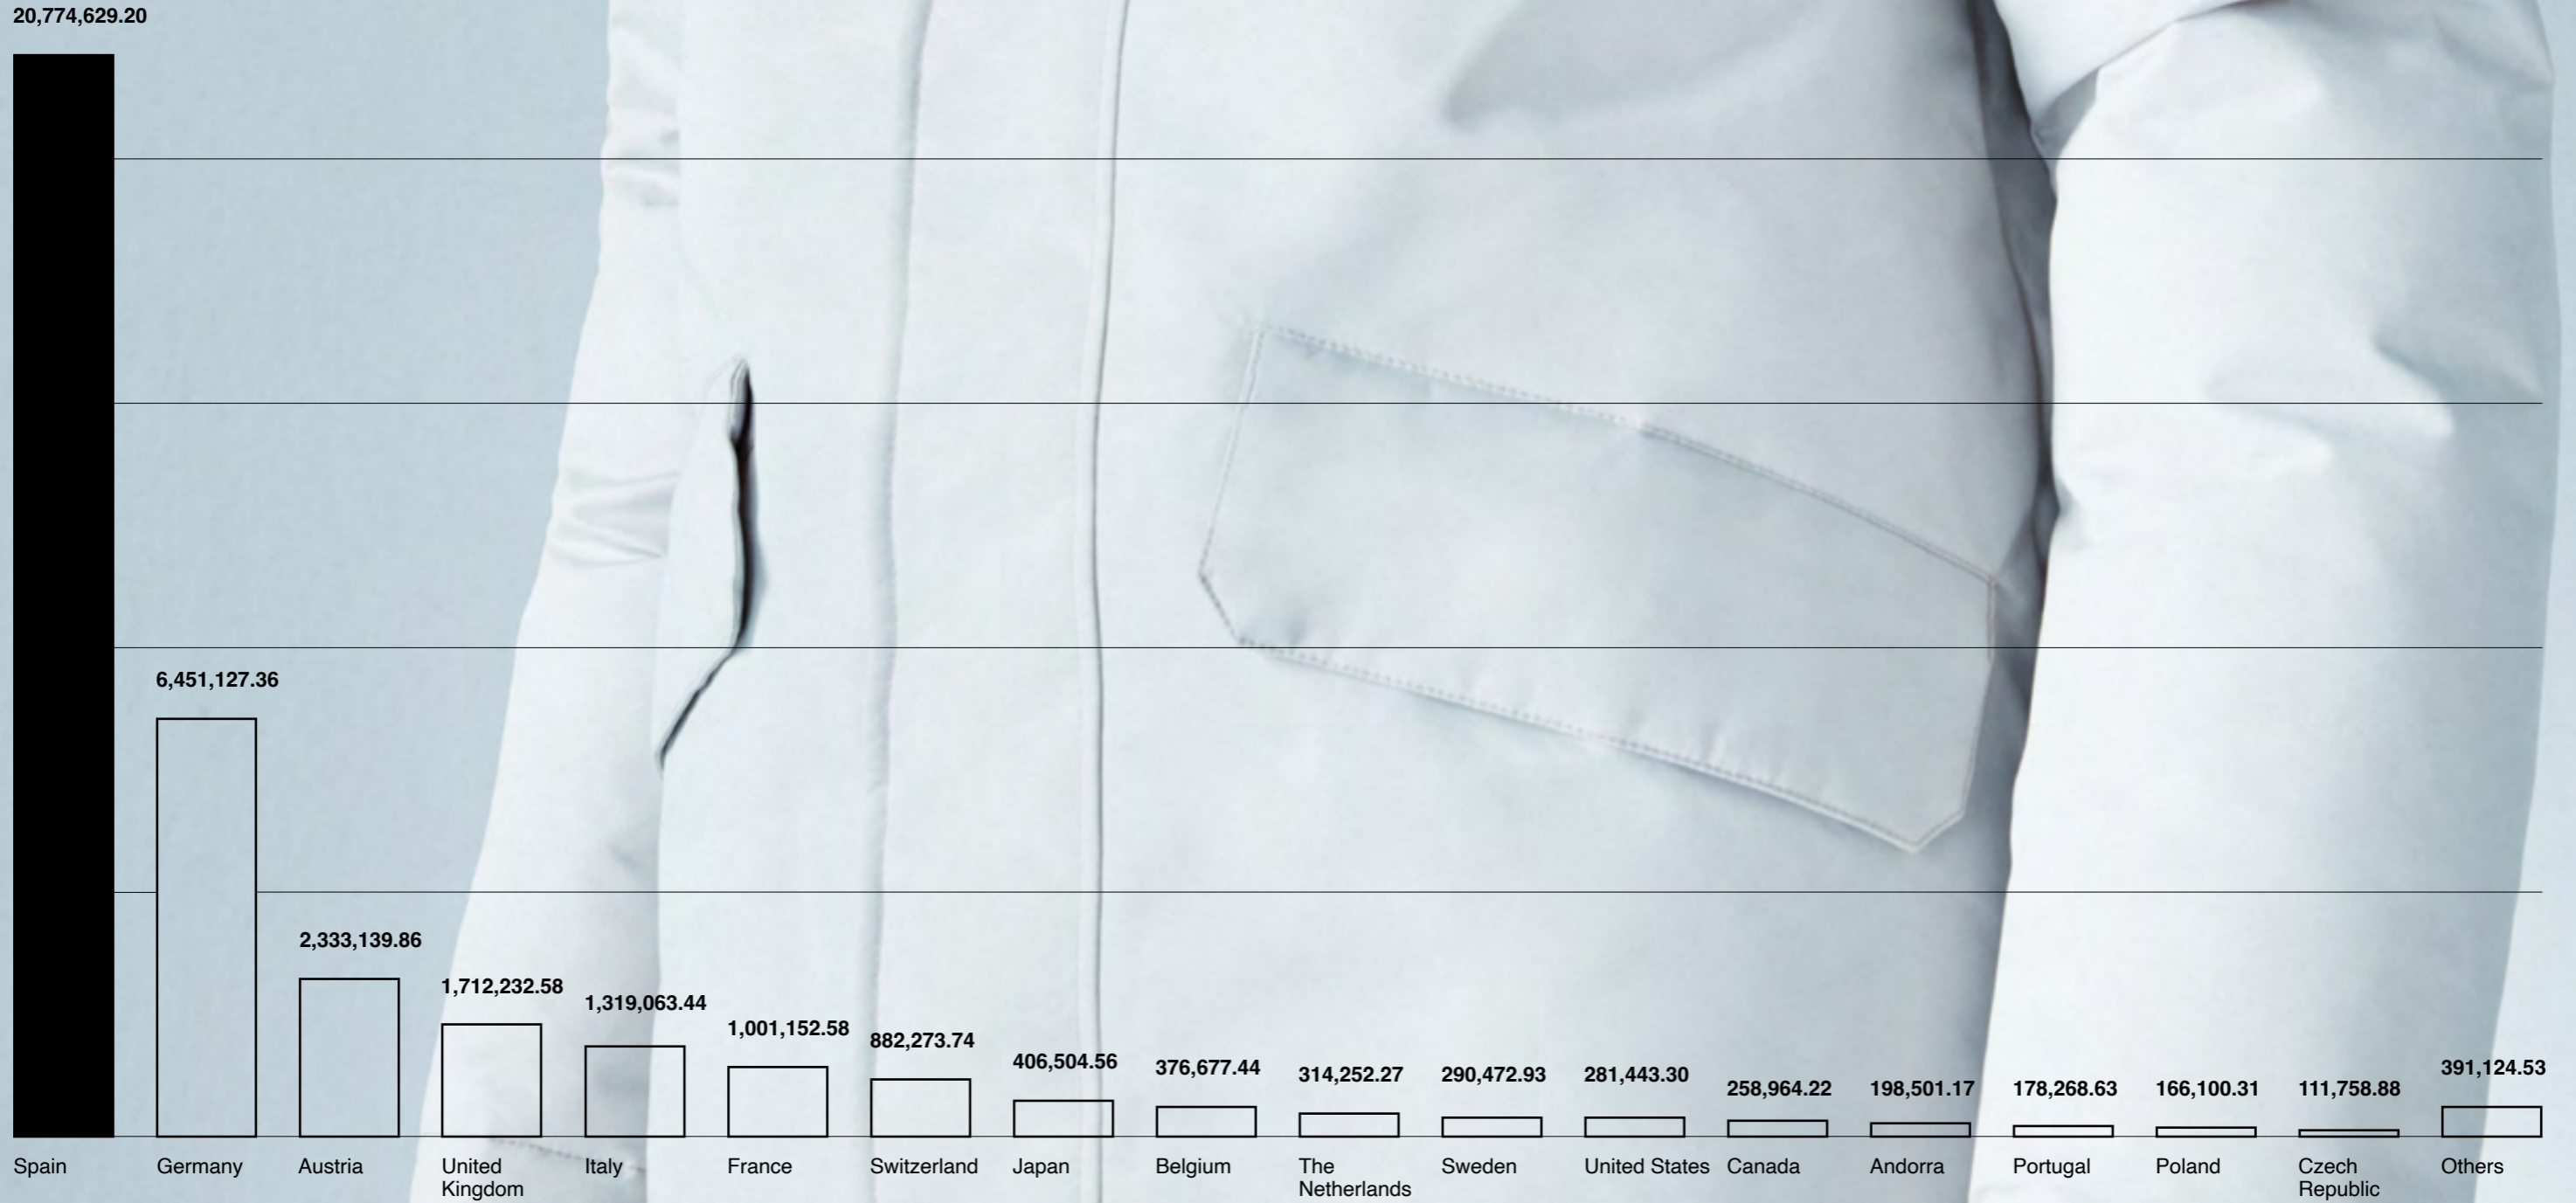 20,774,629.20
6,451,127.36
2,333,139.86
1,712,232.58
1,319,063.44
1,001,152.58
882,273.74
406,504.56
376,677.44
314,252.27
290,472.93
281,443.30
258,964.22
198,501.17
178,268.63
166,100.31
111,758.88
391,124.53
Spain
Germany
Austria
United
Kingdom
Italy
France
Switzerland
Japan
Belgium
The
Netherlands
Sweden
United States
Canada
Andorra
Portugal
Poland
Czech
Republic
Others